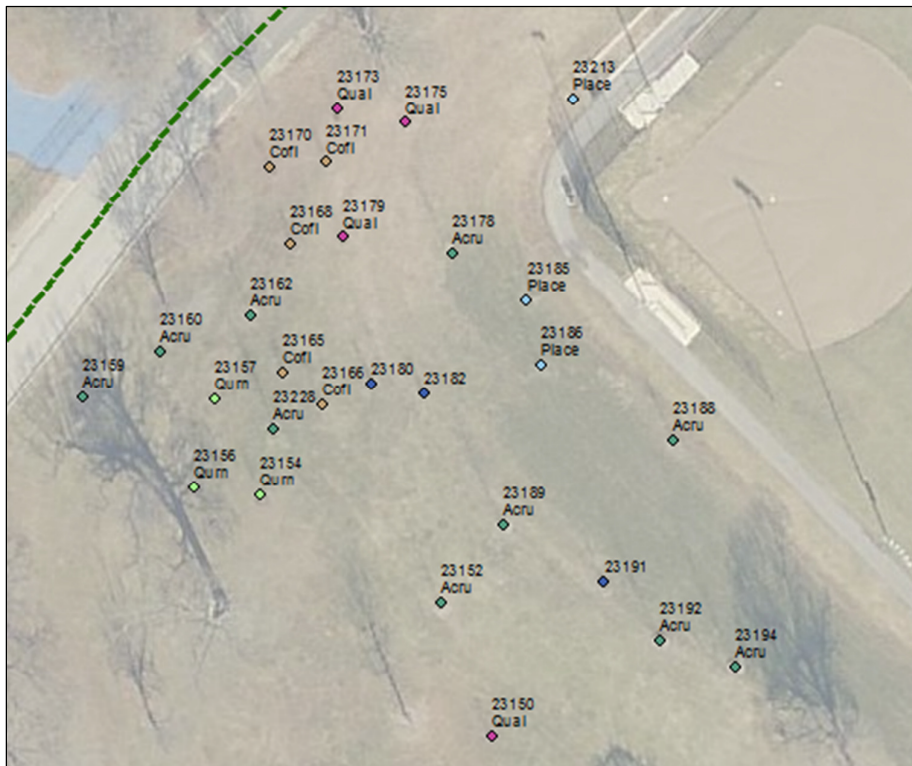 23173
Qual
23175
Qual
23213
Place
23170
Cofl
23171
Cofl
23168
Cofl
23179
Qual
23178
Acru
23185
Place
23162
Acru
23160
Acru
23186
Place
23159
Acru
23157
Qurn
23165
Cofl
23166
Cofl
23180
23182
23228
Acru
23188
Acru
23156
Qurn
23154
Qurn
23189
Acru
23152
Acru
23191
23192
Acru
23194
Acru
23150
Qual